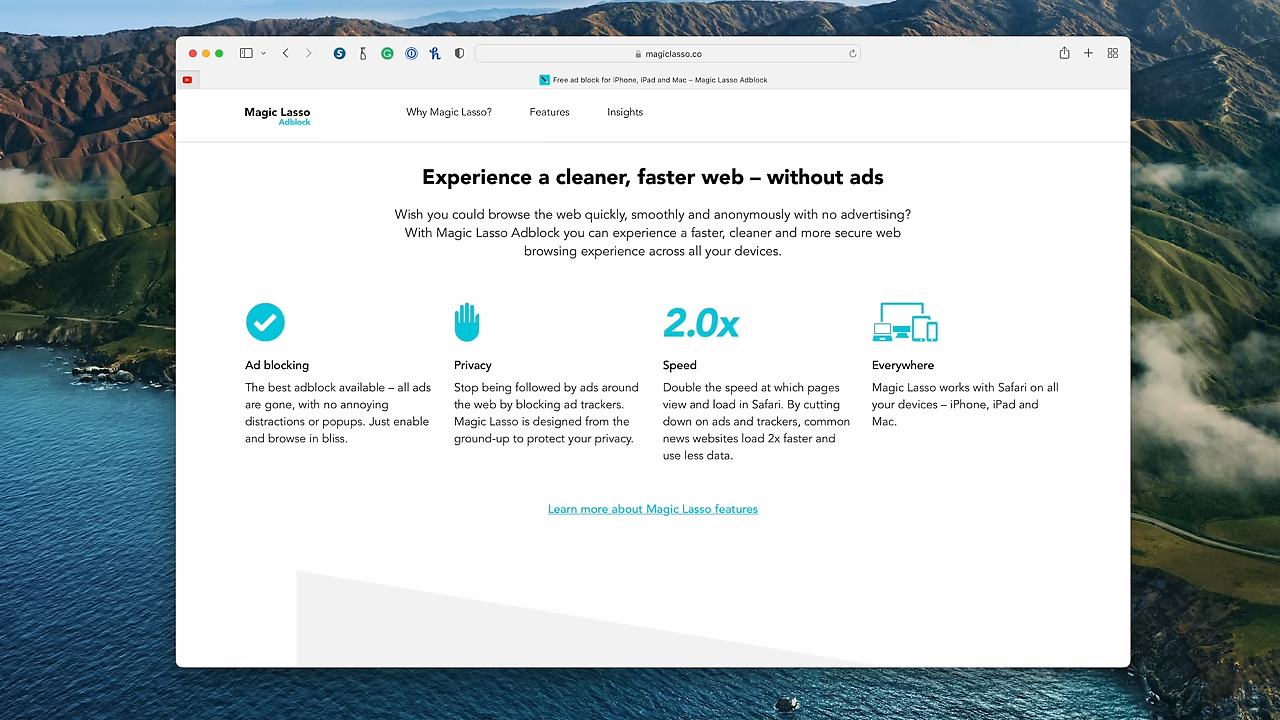 magiclasso.co
Free ad block for iPhone, iPad and Mac – Magic Lasso Adblock
Magic Lasso
Adblock
Why Magic Lasso?
Features
Insights
Experience a cleaner, faster web – without ads
Wish you could browse the web quickly, smoothly and anonymously with no advertising?
With Magic Lasso Adblock you can experience a faster, cleaner and more secure web
browsing experience across all your devices.
Ad blocking
The best adblock available – all ads
are gone, with no annoying
distractions or popups. Just enable
and browse in bliss.
Privacy
Stop being followed by ads around
the web by blocking ad trackers.
Magic Lasso is designed from the
ground-up to protect your privacy.
2.0x
Speed
Double the speed at which pages
view and load in Safari. By cutting
down on ads and trackers, common
news websites load 2x faster and
use less data.
Everywhere
Magic Lasso works with Safari on all
your devices – iPhone, iPad and
Mac.
Learn more about Magic Lasso features